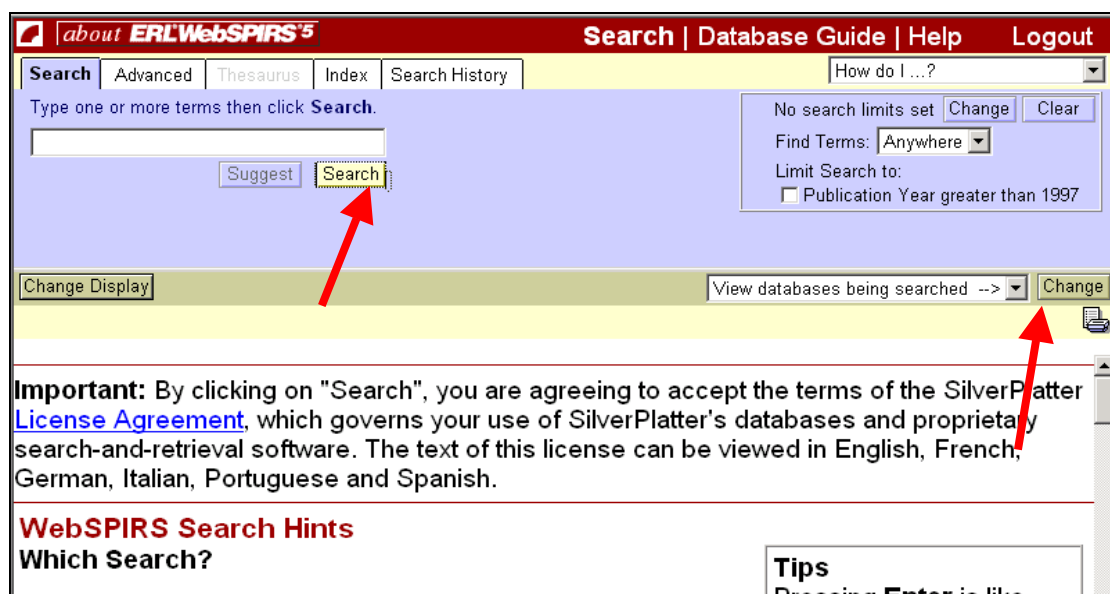 about ERL®WebSPIRS®5
Search | Database Guide | Help Logout
Search Advanced Thesaurus Index Search History
How do I ...?
Type one or more terms then click Search.
No search limits set Change Clear
Find Terms: Anywhere
Suggest Search
Limit Search to:
Publication Year greater than 1997
Change Display
View databases being searched --> Change
Important: By clicking on "Search", you are agreeing to accept the terms of the SilverPlatter
License Agreement, which governs your use of SilverPlatter's databases and proprietary
search-and-retrieval software. The text of this license can be viewed in English, French,
German, Italian, Portuguese and Spanish.
WebSPIRS Search Hints
Which Search?
Tips
Pressing Enter is like